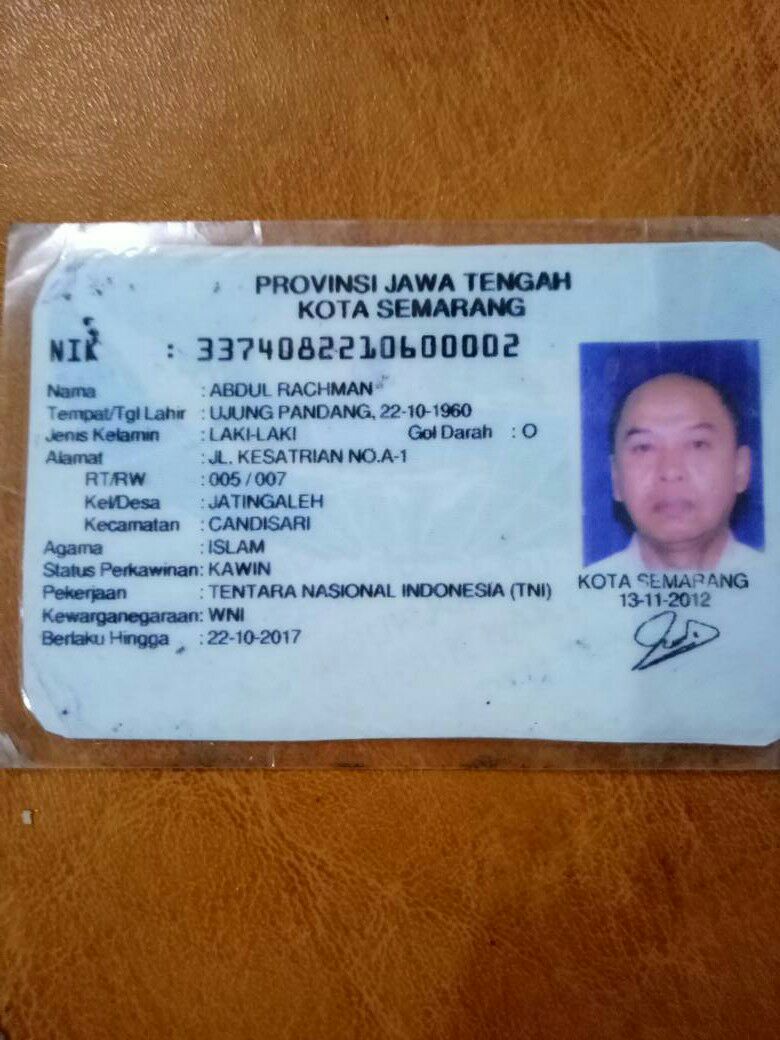 PROVINSI JAWA TENGAH
KOTA SEMARANG
NIK : 3374082210600002
Nama : ABDUL RACHMAN
Tempat/Tgl Lahir : UJUNG PANDANG, 22-10-1960
Jenis Kelamin : LAKI-LAKI Gol Darah : O
Alamat : JL. KESATRIAN NO.A-1
RT/RW : 005 / 007
Kel/Desa : JATINGALEH
Kecamatan : CANDISARI
Agama : ISLAM
Status Perkawinan: KAWIN
Pekerjaan : TENTARA NASIONAL INDONESIA (TNI)
Kewarganegaraan: WNI
Berlaku Hingga : 22-10-2017
KOTA SEMARANG
13-11-2012